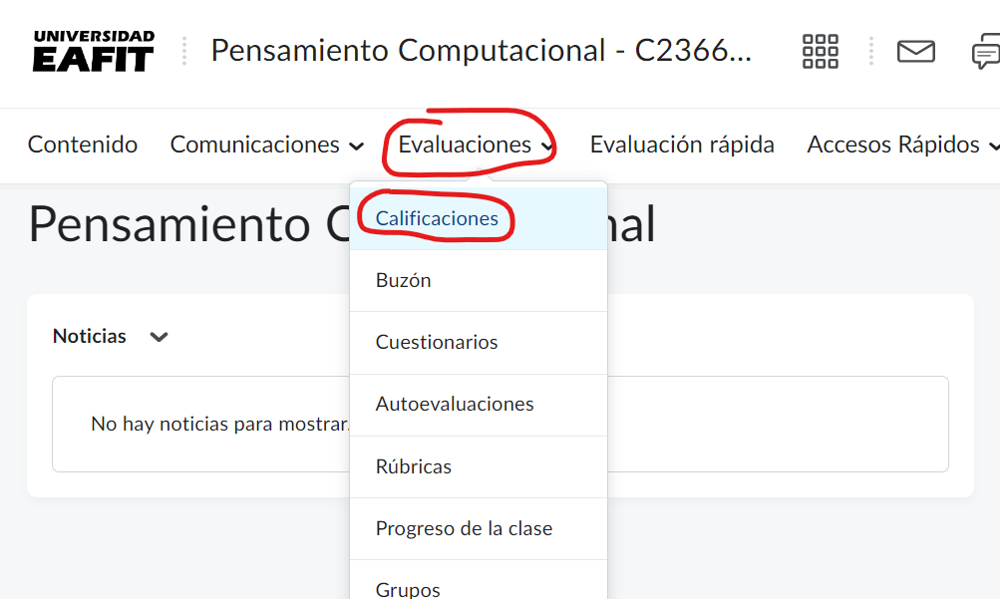 UNIVERSIDAD
EAFIT
Pensamiento Computacional - C2366...
Contenido Comunicaciones Evaluaciones Evaluación rápida Accesos Rápidos
Pensamiento C nal
Calificaciones
Buzón
Noticias
Cuestionarios
Autoevaluaciones
No hay noticias para mostrar.
Rúbricas
Progreso de la clase
Grupos